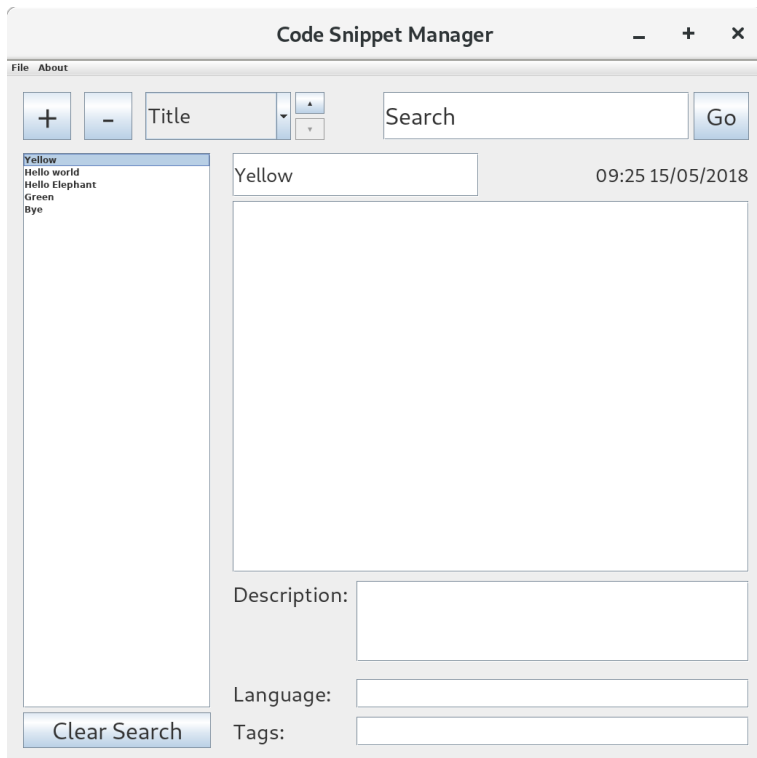 Code Snippet Manager
File About
+ - Title Search Go
Yellow
Hello world
Hello Elephant
Green
Bye
Yellow 09:25 15/05/2018
Description:
Language:
Tags:
Clear Search